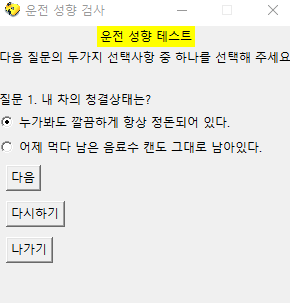 운전 성향 검사
운전 성향 테스트
다음 질문의 두가지 선택사항 중 하나를 선택해 주세요
질문 1. 내 차의 청결상태는?
누가봐도 깔끔하게 항상 정돈되어 있다.
어제 먹다 남은 음료수 캔도 그대로 남아있다.
다음
다시하기
나가기